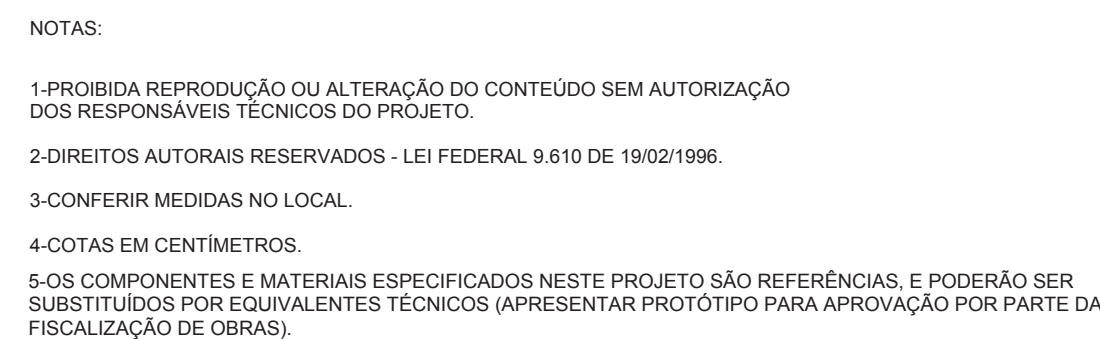 NOTAS:
1-PROIBIDA REPRODUÇÃO OU ALTERAÇÃO DO CONTEÚDO SEM AUTORIZAÇÃO
DOS RESPONSÁVEIS TÉCNICOS DO PROJETO.
2-DIREITOS AUTORAIS RESERVADOS - LEI FEDERAL 9.610 DE 19/02/1996.
3-CONFERIR MEDIDAS NO LOCAL.
4-COTAS EM CENTÍMETROS.
5-OS COMPONENTES E MATERIAIS ESPECIFICADOS NESTE PROJETO SÃO REFERÊNCIAS, E PODERÃO SER
SUBSTITUÍDOS POR EQUIVALENTES TÉCNICOS (APRESENTAR PROTÓTIPO PARA APROVAÇÃO POR PARTE DA
FISCALIZAÇÃO DE OBRAS).